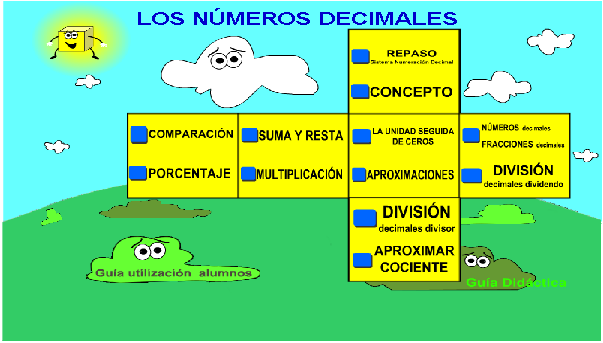 LOS NÚMEROS DECIMALES
REPASO
Sistema Numeración Decimal
CONCEPTO
COMPARACIÓN
PORCENTAJE
SUMA Y RESTA
MULTIPLICACIÓN
LA UNIDAD SEGUIDA
DE CEROS
APROXIMACIONES
NÚMEROS decimales
FRACCIONES decimales
DIVISIÓN
decimales dividendo
DIVISIÓN
decimales divisor
APROXIMAR
COCIENTE
Guía utilización alumnos
Guía Didáctica